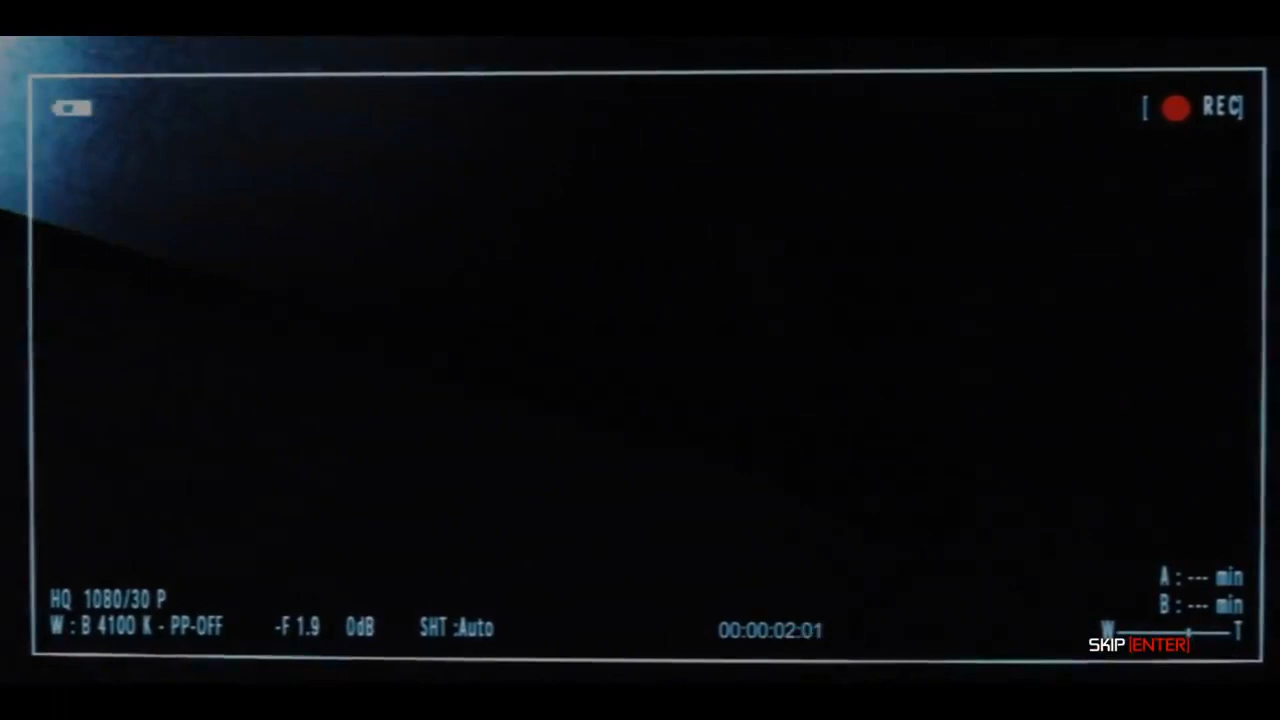 [ REC]
A : --- min
HQ 1080/30 P
B : --- min
W : B 4100 K - PP-OFF -F 1.9 0dB SHT :Auto 00:00:02:01 W T
SKIP [ENTER]